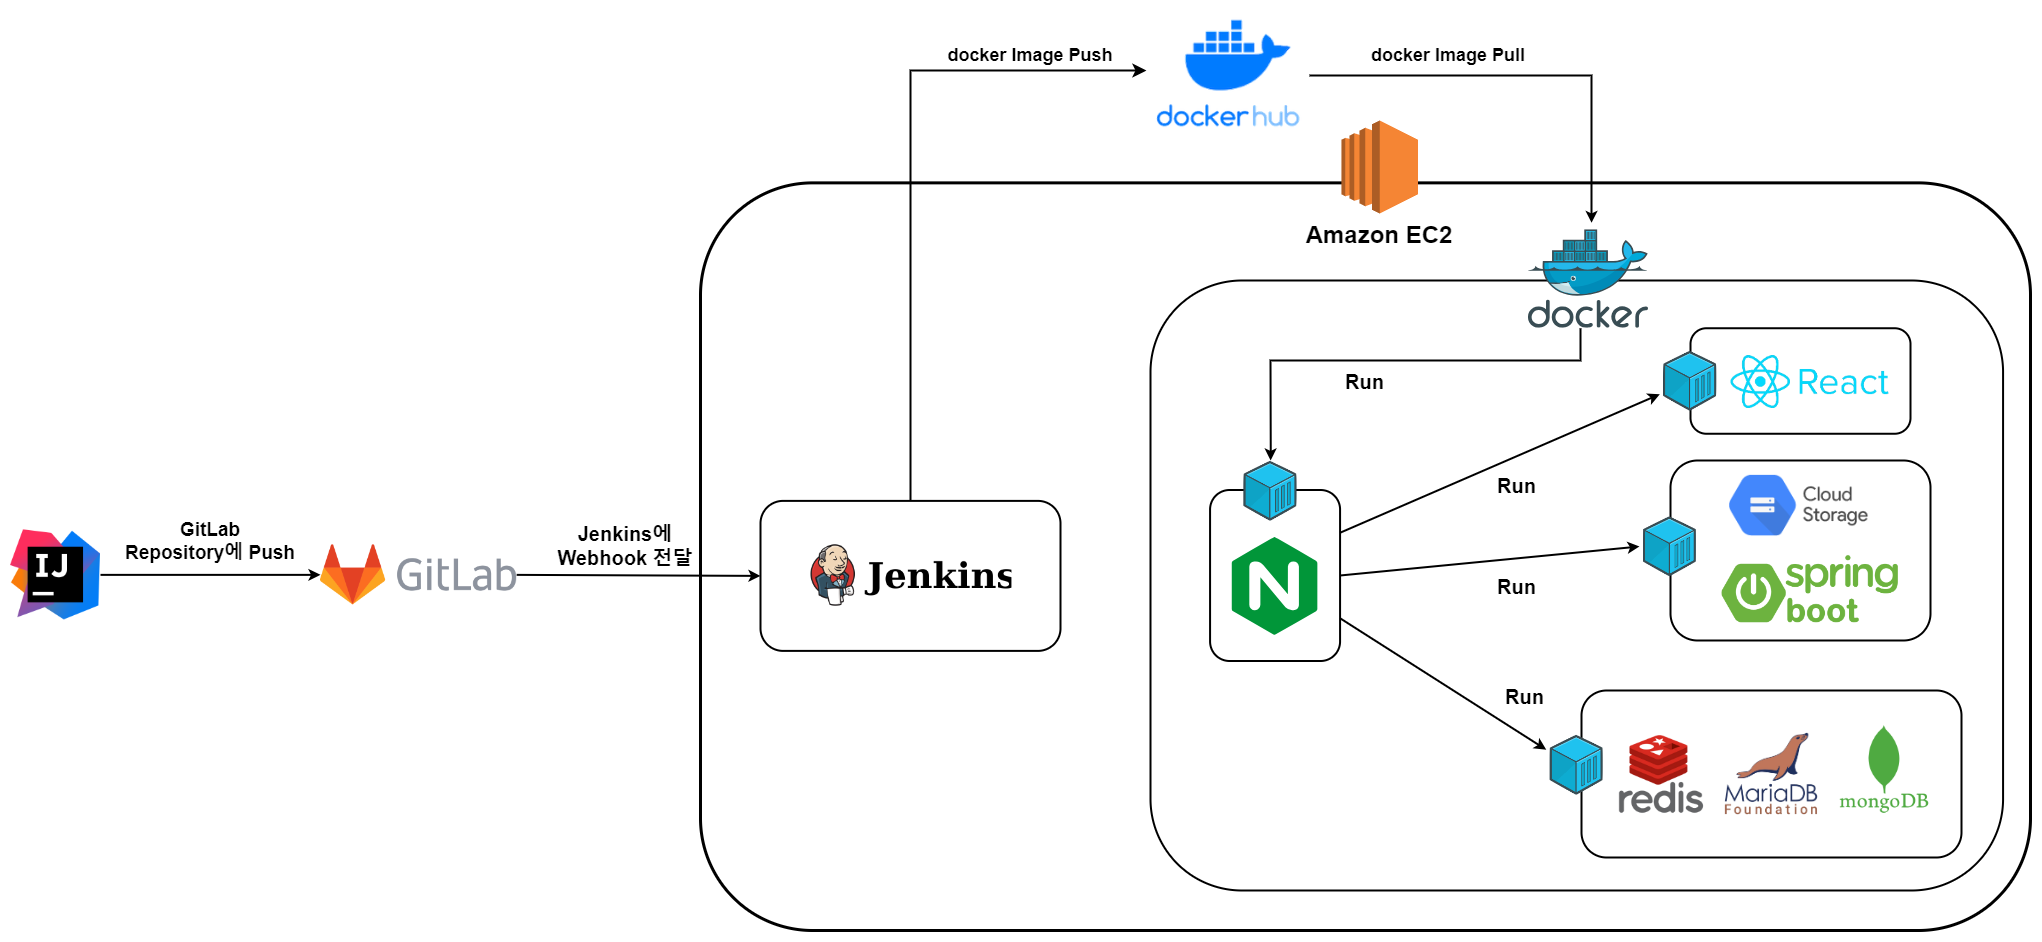 docker Image Push
docker Image Pull
dockerhub
Amazon EC2
docker
Run
React
Run
Cloud
Storage
GitLab
Repository에 Push
Jenkins에
Webhook 전달
IJ
GitLab
Jenkins
N
Run
spring
boot
Run
redis
MariaDB
Foundation
mongoDB